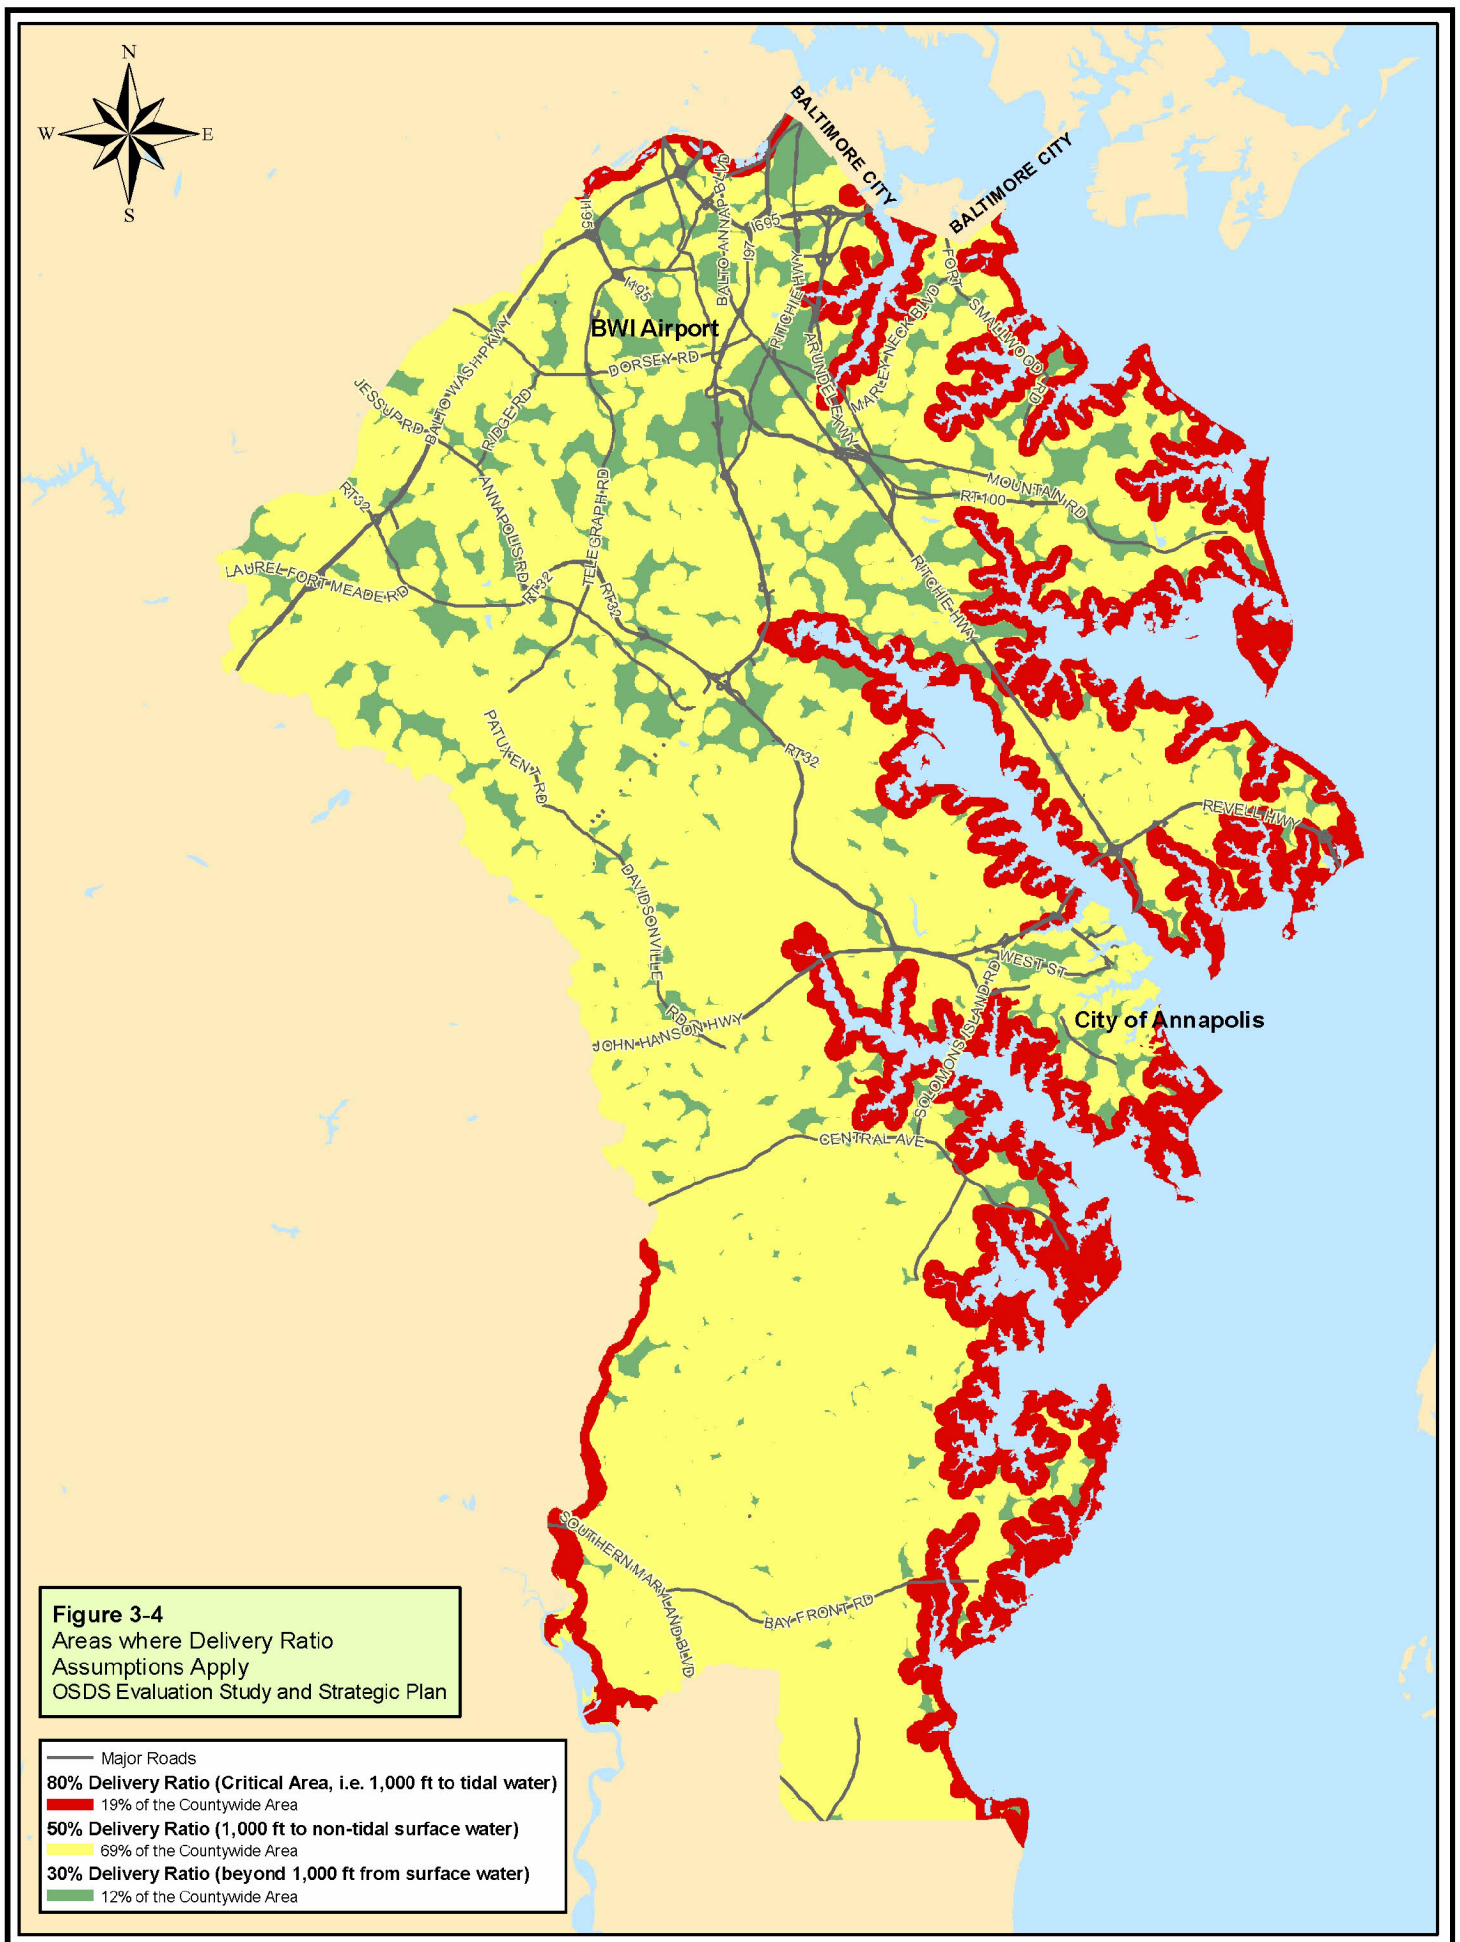 N
W
E
S
BALTIMORE CITY
BALTIMORE CITY
I195
BALTO ANNAP BLVD
I695
I97
RITCHIE HWY
FORT SMALLWOOD RD
I195
BWI Airport
MARLEY NECK BLVD
ARUNDEL EXWY
DORSEY RD
BALTO WASH PKWY
JESSUP RD
RIDGE RD
RT32
ANNAPOLIS RD
TELEGRAPH RD
MOUNTAIN RD
RT 100
LAUREL FORT MEADE RD
RT32
RT32
RITCHIE HWY
PATUXENT RD
RT32
REVELL HWY
DAVIDSONVILLE RD
WEST ST
SOLOMONS ISLAND RD
City of Annapolis
JOHN HANSON HWY
CENTRAL AVE
SOUTHERN MARYLAND BLVD
BAY FRONT RD
Figure 3-4
Areas where Delivery Ratio
Assumptions Apply
OSDS Evaluation Study and Strategic Plan
Major Roads
80% Delivery Ratio (Critical Area, i.e. 1,000 ft to tidal water)
19% of the Countywide Area
50% Delivery Ratio (1,000 ft to non-tidal surface water)
69% of the Countywide Area
30% Delivery Ratio (beyond 1,000 ft from surface water)
12% of the Countywide Area